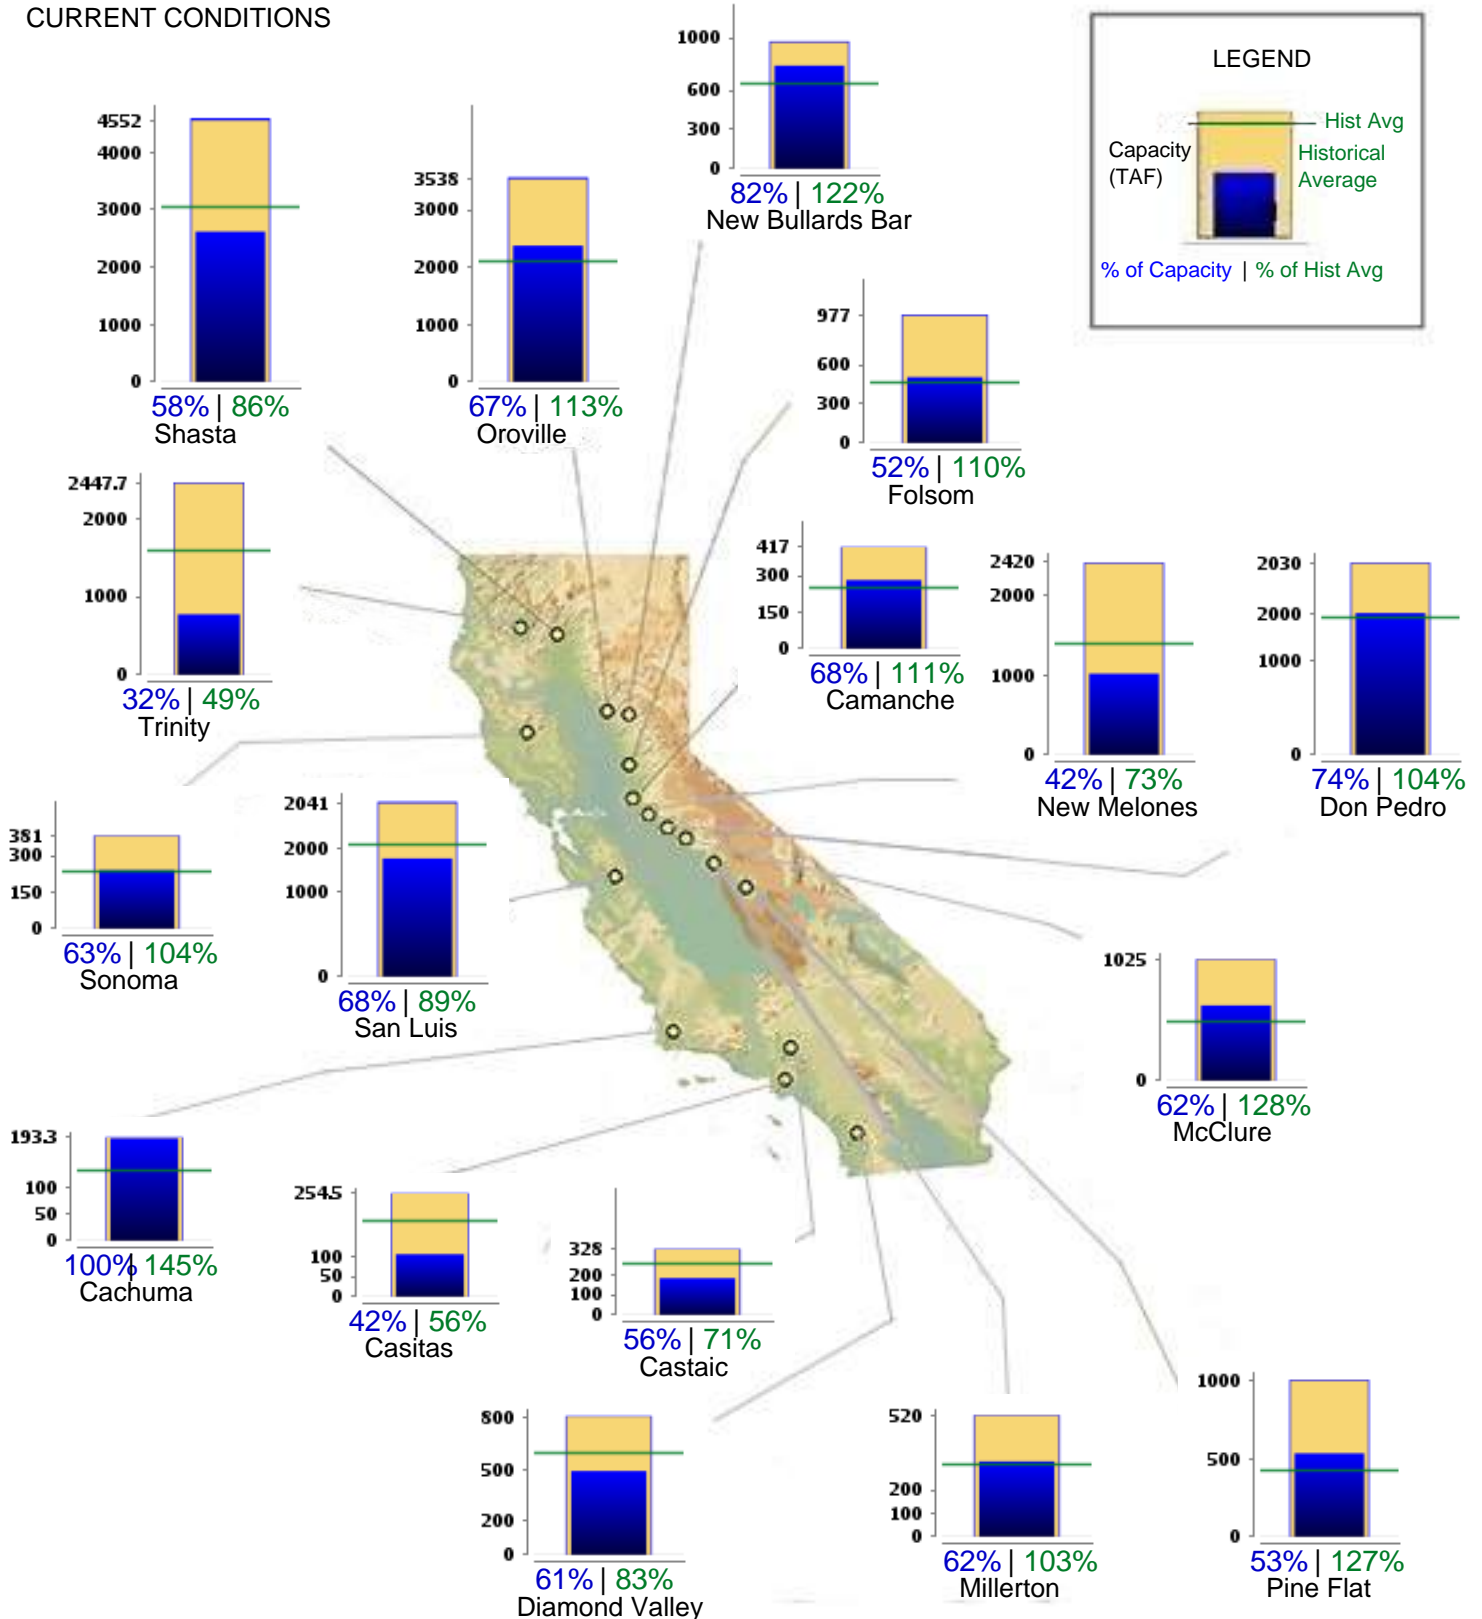 CURRENT CONDITIONS
LEGEND
Hist Avg
Capacity
(TAF)
Historical
Average
% of Capacity | % of Hist Avg
4552
4000
3000
2000
1000
0
58% | 86%
Shasta
3538
3000
2000
1000
0
67% | 113%
Oroville
1000
600
300
0
82% | 122%
New Bullards Bar
977
600
300
0
52% | 110%
Folsom
2447.7
2000
1000
0
32% | 49%
Trinity
417
300
150
0
68% | 111%
Camanche
2420
2000
1000
0
42% | 73%
New Melones
2030
2000
1000
0
74% | 104%
Don Pedro
381
300
150
0
63% | 104%
Sonoma
2041
2000
1000
0
68% | 89%
San Luis
1025
0
62% | 128%
McClure
193.3
100
50
0
100% | 145%
Cachuma
254.5
100
50
0
42% | 56%
Casitas
328
200
100
0
56% | 71%
Castaic
800
500
200
0
61% | 83%
Diamond Valley
520
200
100
0
62% | 103%
Millerton
1000
500
0
53% | 127%
Pine Flat